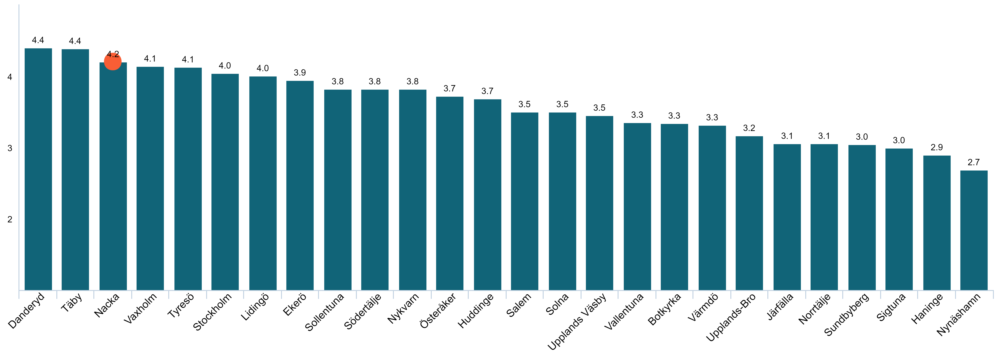 4.4 4.4 4.2 4.1 4.1 4.0 4.0 3.9 3.8 3.8 3.8 3.7 3.7 3.5 3.5 3.5 3.3 3.3 3.3 3.2 3.1 3.1 3.0 3.0 2.9 2.7
4
3
2
Danderyd Täby Nacka Vaxholm Tyresö Stockholm Lidingö Ekerö Sollentuna Södertälje Nykvarn Österåker Huddinge Salem Solna Upplands Väsby Vallentuna Botkyrka Värmdö Upplands-Bro Järfälla Norrtälje Sundbyberg Sigtuna Haninge Nynäshamn